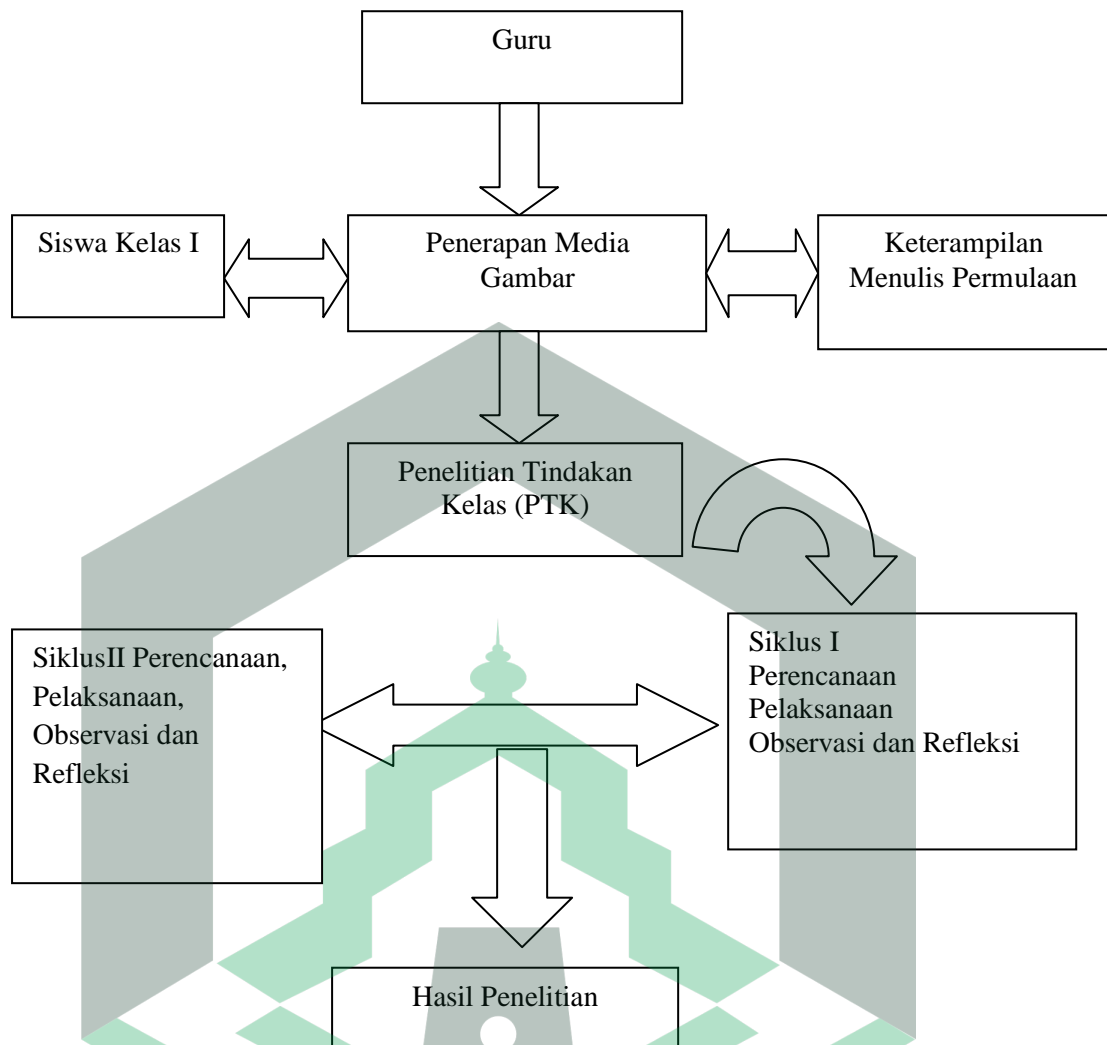 Guru
Siswa Kelas I
Penerapan Media
Gambar
Keterampilan
Menulis Permulaan
Penelitian Tindakan
Kelas (PTK)
SiklusII Perencanaan,
Pelaksanaan,
Observasi dan
Refleksi
Siklus I
Perencanaan
Pelaksanaan
Observasi dan Refleksi
Hasil Penelitian